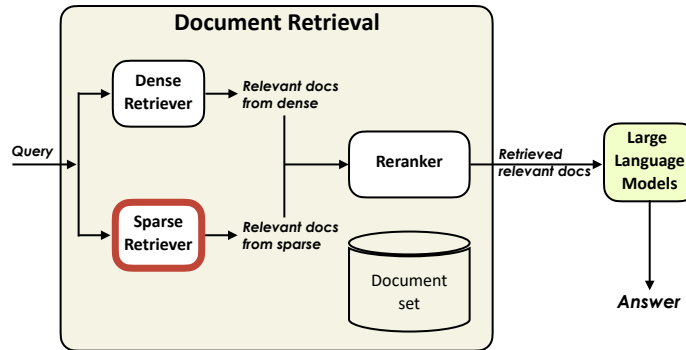 Document Retrieval
Dense
Retriever
Relevant docs
from dense
Query
Reranker
Retrieved
relevant docs
Large
Language
Models
Sparse
Retriever
Relevant docs
from sparse
Document
set
Answer